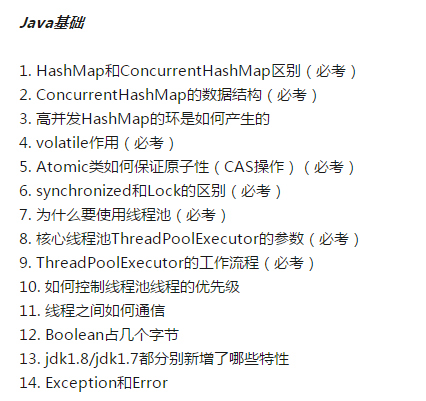 Java基础
1. HashMap和ConcurrentHashMap区别（必考）
2. ConcurrentHashMap的数据结构（必考）
3. 高并发HashMap的环是如何产生的
4. volatile作用（必考）
5. Atomic类如何保证原子性（CAS操作）（必考）
6. synchronized和Lock的区别（必考）
7. 为什么要使用线程池（必考）
8. 核心线程池ThreadPoolExecutor的参数（必考）
9. ThreadPoolExecutor的工作流程（必考）
10. 如何控制线程池线程的优先级
11. 线程之间如何通信
12. Boolean占几个字节
13. jdk1.8/jdk1.7都分别新增了哪些特性
14. Exception和Error